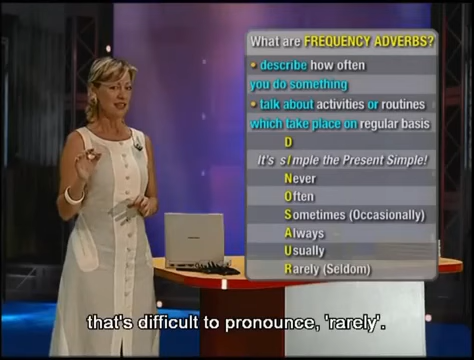 What are FREQUENCY ADVERBS?
• describe how often
you do something
• talk about activities or routines
which take place on regular basis
D
It's simple the Present Simple!
Never
Often
Sometimes (Occasionally)
Always
Usually
Rarely (Seldom)
that's difficult to pronounce, 'rarely'.